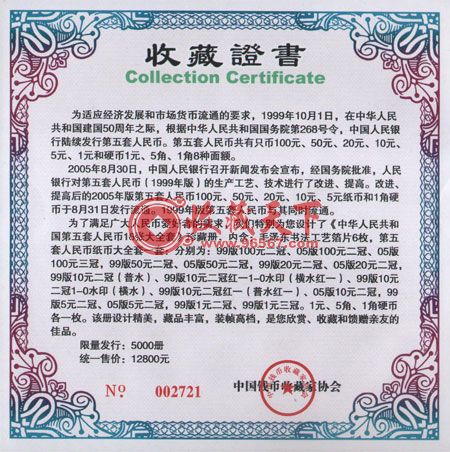 收藏證書
Collection Certificate
为适应经济发展和市场货币流通的要求，1999年10月1日，在中华人民
共和国建国50周年之际，根据中华人民共和国国务院第268号令，中国人民银
行陆续发行第五套人民币。第五套人民币共有只币100元、50元、20元、10元、
5元、1元和硬币1元、5角、1角8种面额。
2005年8月30日，中国人民银行召开新闻发布会宣布，经国务院批准，人民银
行对第五套人民币（1999年版）的生产工艺、技术进行了改进、提高。改进、
提高后的2005年版第五套人民币100元、50元、20元、10元、5元纸币和1角硬
币于8月31日发行流通。1999年版第五套人民币与其同时流通。
为了满足广大人民币爱好者的需求，我们特别为您设计了《中华人民共和
国第五套人民币18 大全套 珍藏册，内含：毛泽东书法工艺箔片6枚，第五
套人民币纸币大全套一套，分别为：99版100元二冠、05版100元二冠、99版
50元二冠、05版50元二冠、99版20元二冠、05版20元二冠、
99版10元二冠（普水）、99版10元二冠红1-0水印（横水红一）、99版10元二
冠1-0水印（横水）、99版10元二冠红一（普水红一）、05版10元二冠、99版
5元二冠、05版5元二冠、99版1元二冠、99版1元三冠。1元、5角、1角硬币
各一枚。该册设计精美，藏品丰富，装帧高档，是您欣赏、收藏和馈赠亲友的
佳品。
限量发行：5000册
统一售价：12800元
No. 002721
中国钱币收藏家协会
www.96567.com